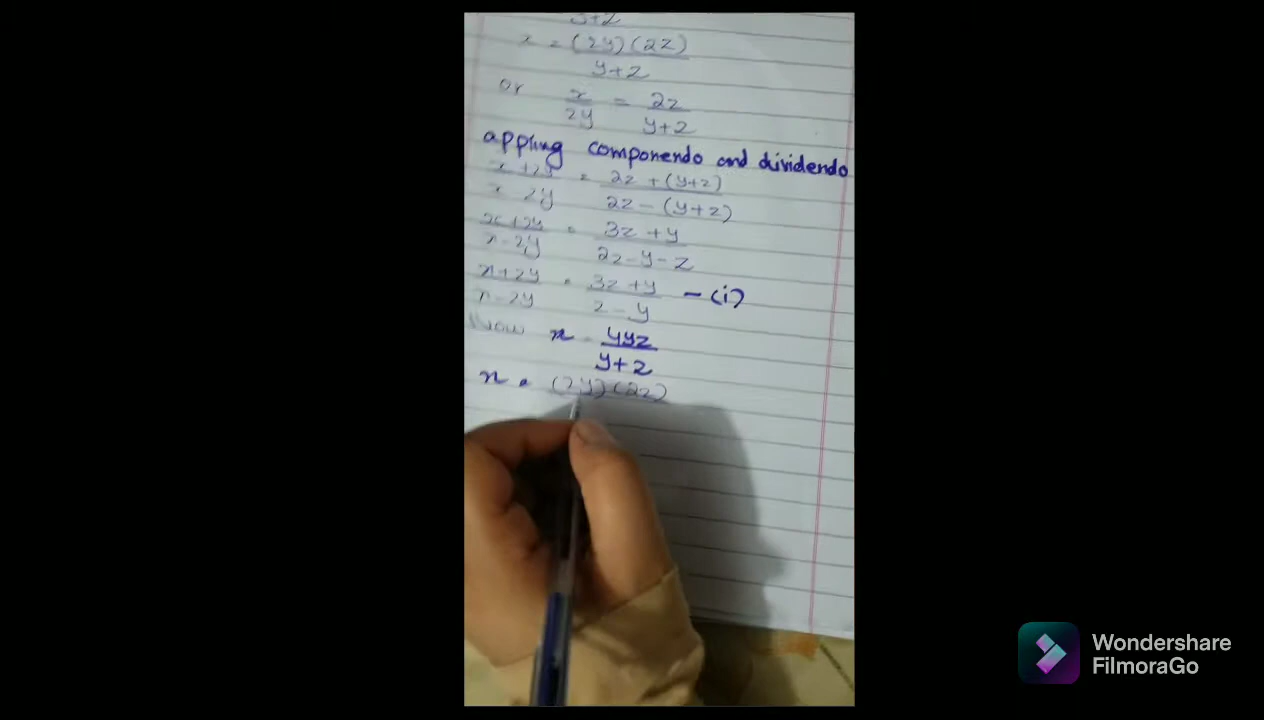 y+z
x = (2y)(2z)
y+z
or x/2y = 2z/y+z
appling componendo and dividendo
x+2y/x-2y = 2z+(y+z)/2z-(y+z)
x+2y/x-2y = 3z+y/2z-y-z
x+2y/x-2y = 3z+y/z-y -(i)
Now x = 4yz/y+z
x = (2y)(2z)
Wondershare
FilmoraGo